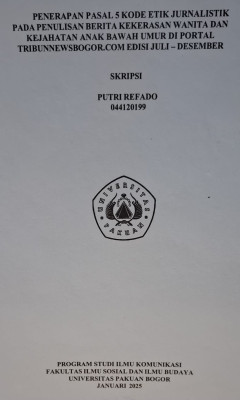 PENERAPAN PASAL 5 KODE ETIK JURNALISTIK
PADA PENULISAN BERITA KEKERASAN WANITA DAN
KEJAHATAN ANAK BAWAH UMUR DI PORTAL
TRIBUNNEWSBOGOR.COM EDISI JULI – DESEMBER
SKRIPSI
PUTRI REFADO
044120199
UNIVERSITAS
PAKUAN
PROGRAM STUDI ILMU KOMUNIKASI
FAKULTAS ILMU SOSIAL DAN ILMU BUDAYA
UNIVERSITAS PAKUAN BOGOR
JANUARI 2025